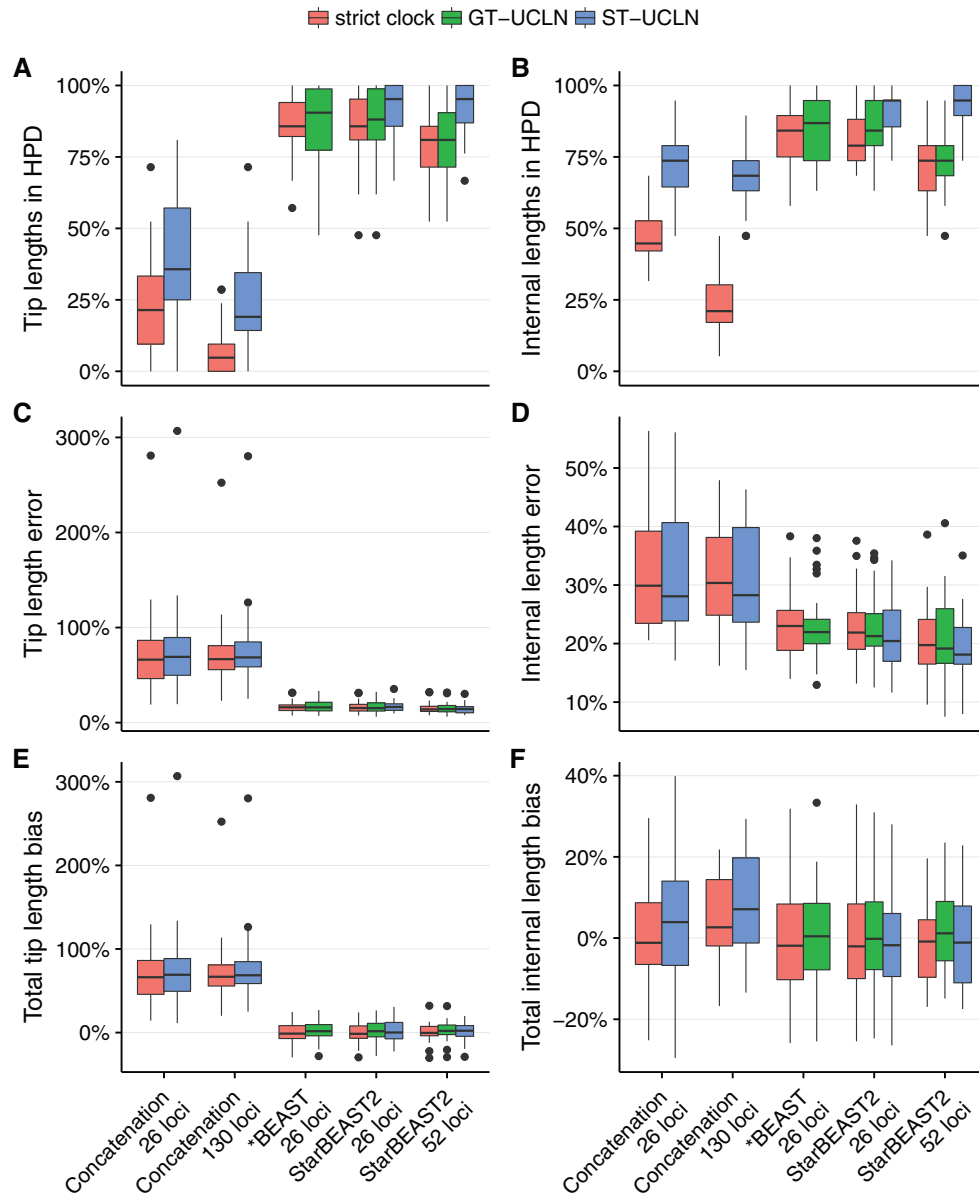 strict clock GT−UCLN ST−UCLN
A
Tip lengths in HPD
100%
75%
50%
25%
0%
B
Internal lengths in HPD
100%
75%
50%
25%
0%
C
Tip length error
300%
200%
100%
0%
D
Internal length error
50%
40%
30%
20%
10%
E
Total tip length bias
300%
200%
100%
0%
F
Total internal length bias
40%
20%
0%
−20%
Concatenation
26 loci
Concatenation
130 loci
*BEAST
26 loci
StarBEAST2
26 loci
StarBEAST2
52 loci
Concatenation
26 loci
Concatenation
130 loci
*BEAST
26 loci
StarBEAST2
26 loci
StarBEAST2
52 loci